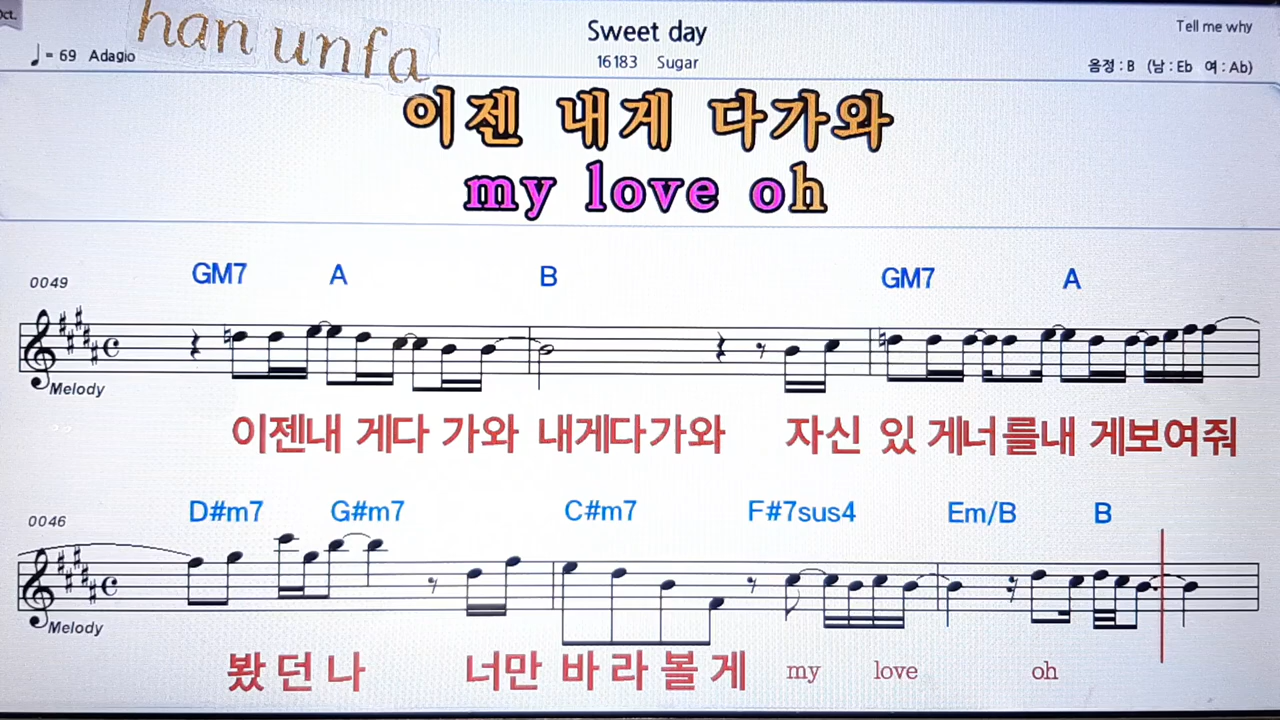 Oct.
han unfa
♩= 69 Adagio
Sweet day
16183 Sugar
Tell me why
음정 : B (남 : Eb 여 : Ab)
이젠 내게 다가와
my love oh
0049
GM7 A B GM7 A
Melody
이젠내 게다 가와 내게다가와 자신 있 게너를내 게보여줘
0046
D#m7 G#m7 C#m7 F#7sus4 Em/B B
Melody
봤던나 너만 바라볼게 my love oh